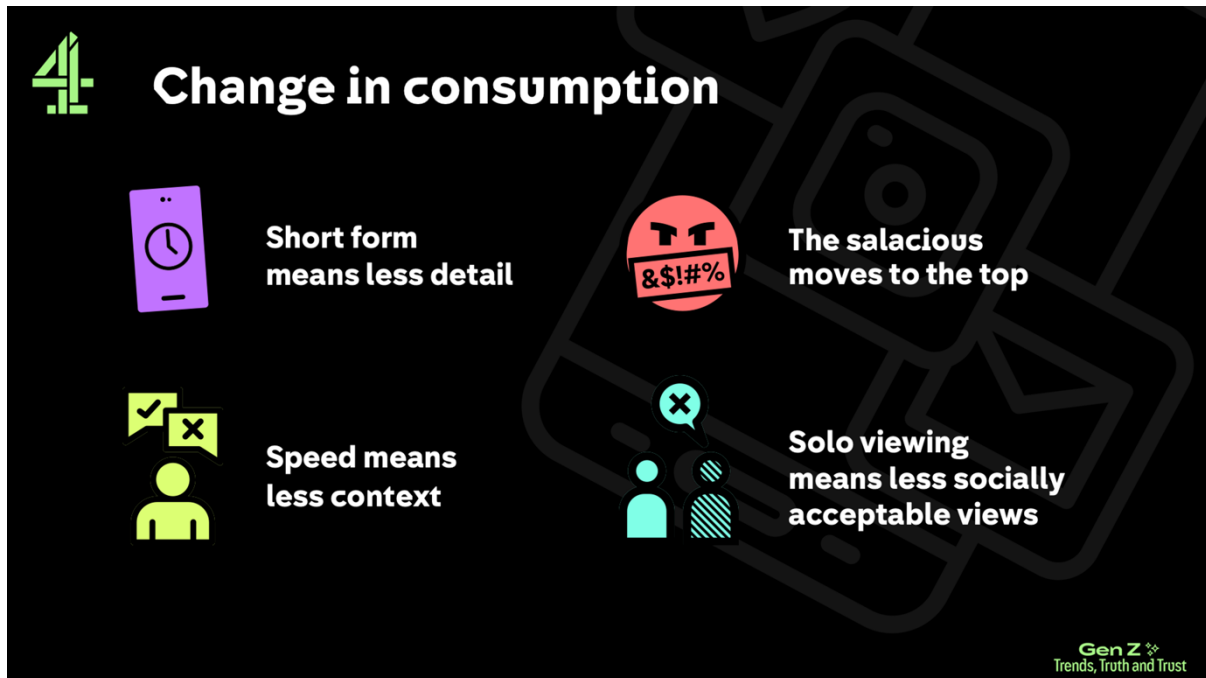 4
Change in consumption
Short form
means less detail
&$!#%
The salacious
moves to the top
Speed means
less context
Solo viewing
means less socially
acceptable views
Gen Z
Trends, Truth and Trust